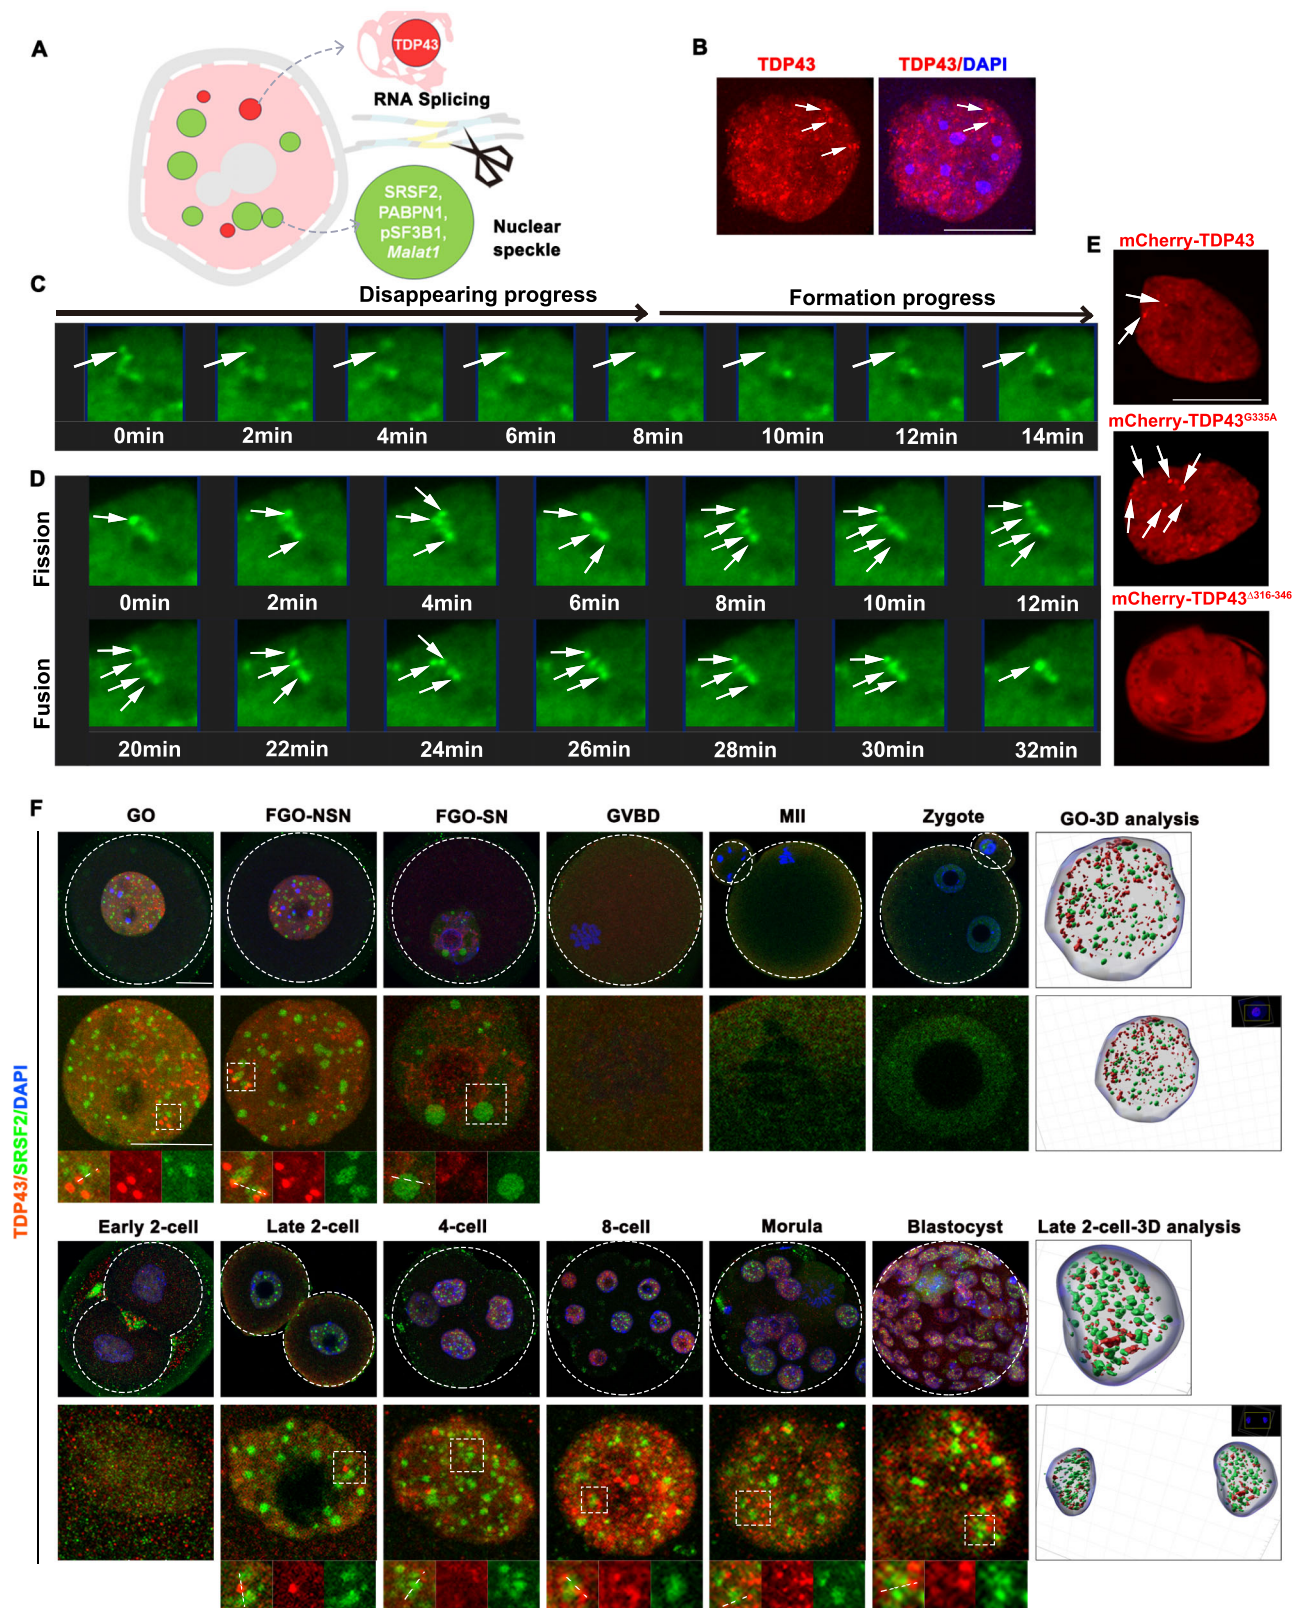 A
TDP43
RNA Splicing
SRSF2,
PABPN1,
pSF3B1,
Malat1
Nuclear
speckle
B
TDP43
TDP43/DAPI
C
Disappearing progress
Formation progress
0min
2min
4min
6min
8min
10min
12min
14min
D
Fission
0min
2min
4min
6min
8min
10min
12min
Fusion
20min
22min
24min
26min
28min
30min
32min
E
mCherry-TDP43
mCherry-TDP43G335A
mCherry-TDP43Δ316-346
F
TDP43/SRSF2/DAPI
GO
FGO-NSN
FGO-SN
GVBD
MII
Zygote
GO-3D analysis
Early 2-cell
Late 2-cell
4-cell
8-cell
Morula
Blastocyst
Late 2-cell-3D analysis